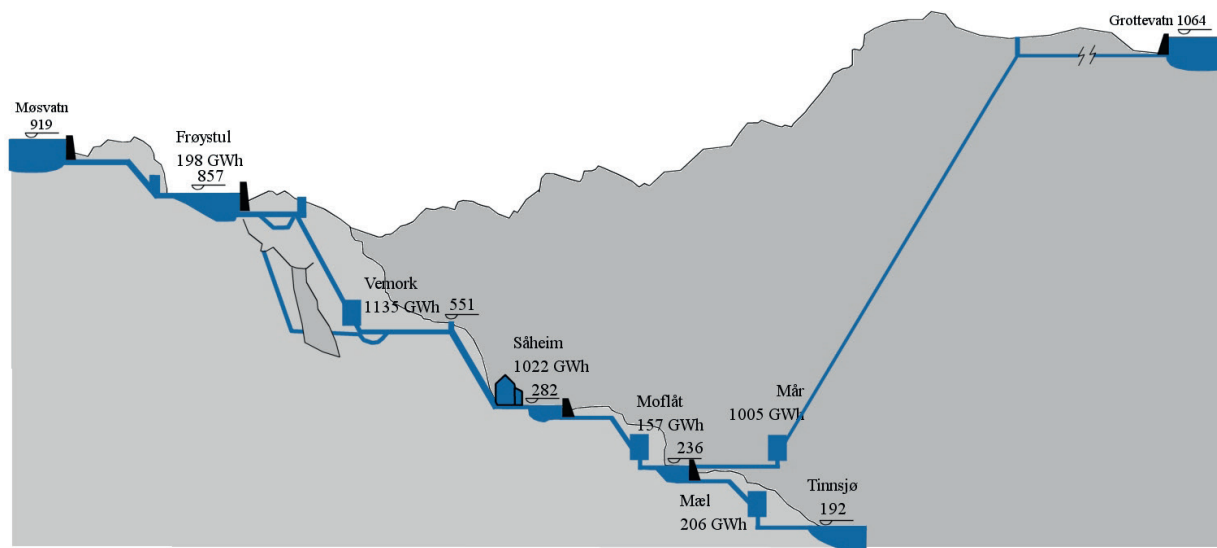 Grottevatn 1064
Møsvatn
919
Frøystul
198 GWh
857
Vemork
1135 GWh
551
Såheim
1022 GWh
282
Moflåt
157 GWh
236
Mår
1005 GWh
Mæl
206 GWh
Tinnsjø
192